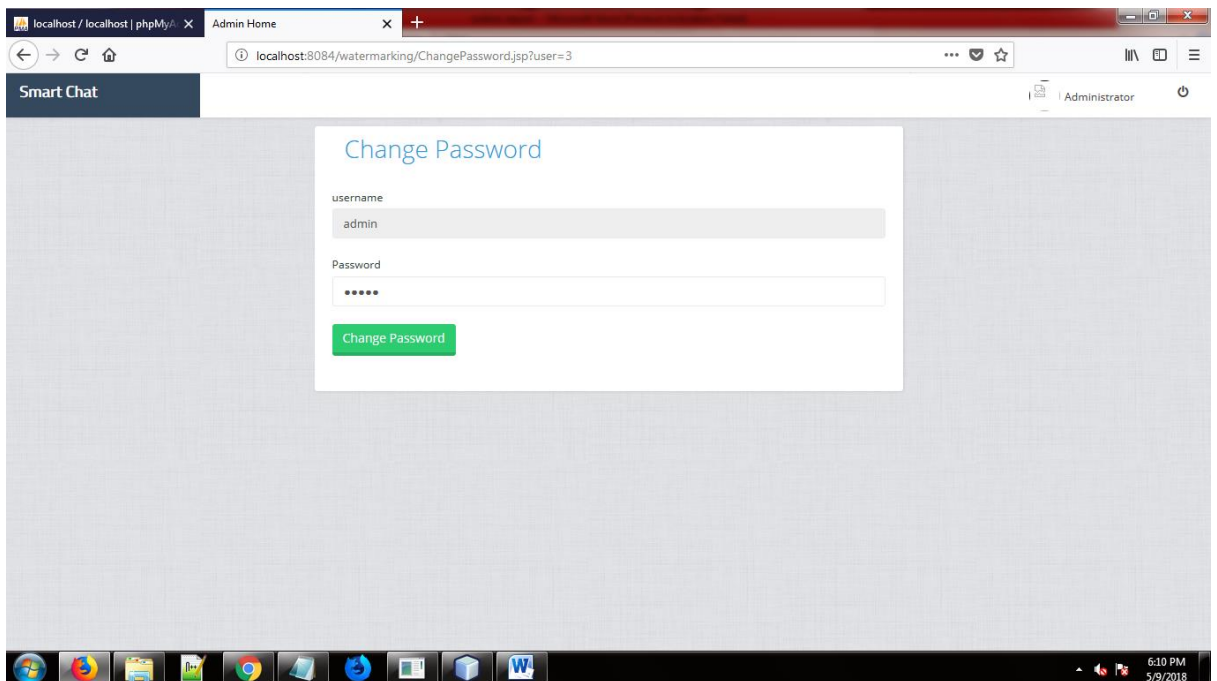 localhost / localhost | phpMyA
Admin Home
localhost:8084/watermarking/ChangePassword.jsp?user=3
Smart Chat
Administrator
Change Password
username
admin
Password
•••••
Change Password
6:10 PM
5/9/2018